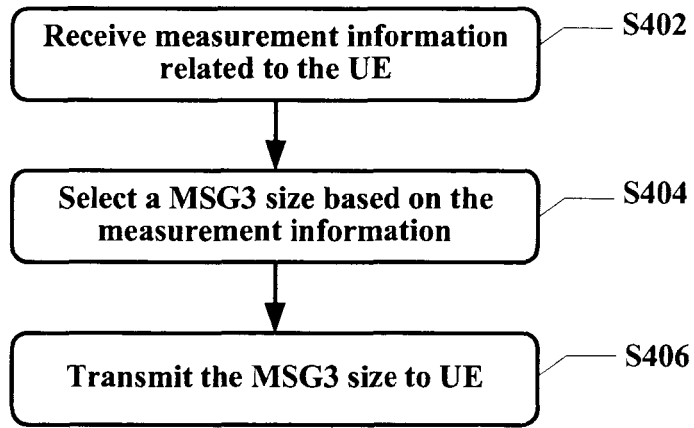 Receive measurement information
related to the UE
S402
Select a MSG3 size based on the
measurement information
S404
Transmit the MSG3 size to UE
S406